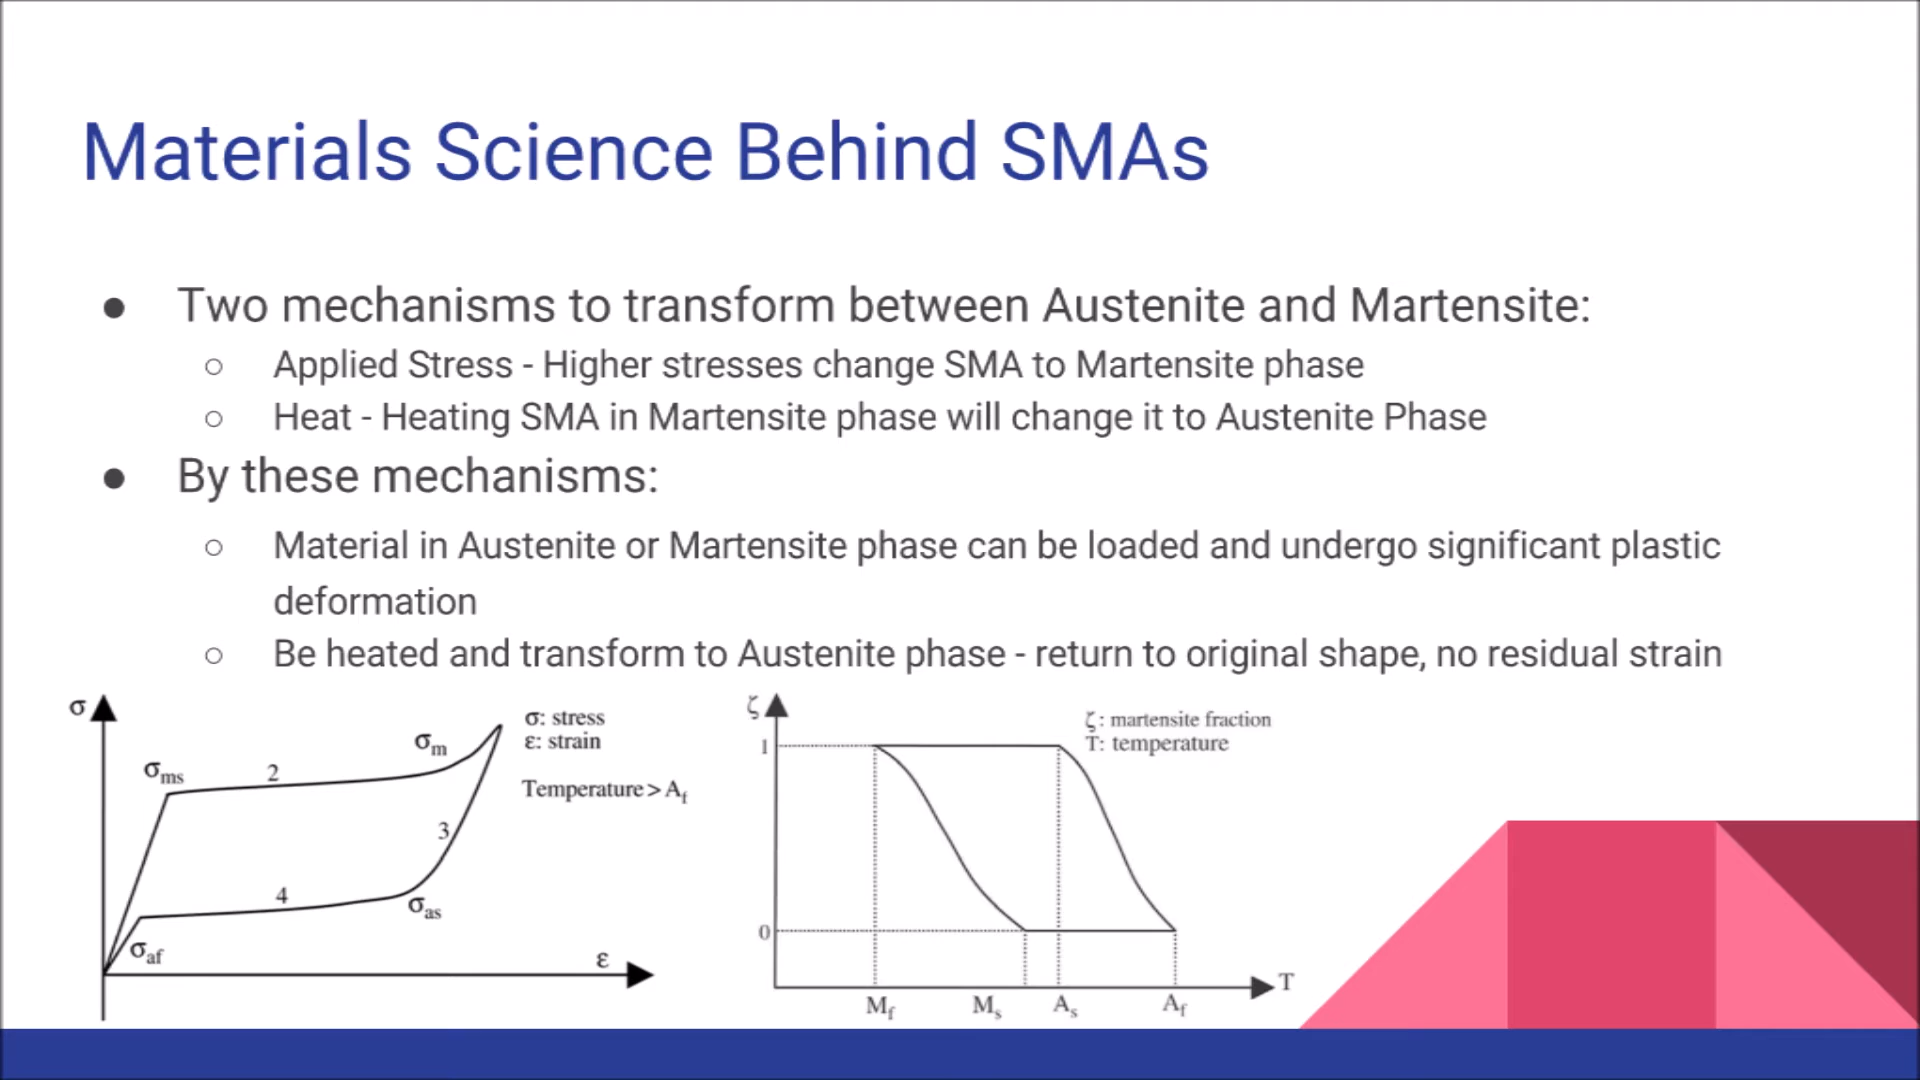 Materials Science Behind SMAs
● Two mechanisms to transform between Austenite and Martensite:
○ Applied Stress - Higher stresses change SMA to Martensite phase
○ Heat - Heating SMA in Martensite phase will change it to Austenite Phase
● By these mechanisms:
○ Material in Austenite or Martensite phase can be loaded and undergo significant plastic
deformation
○ Be heated and transform to Austenite phase - return to original shape, no residual strain
σ
σ: stress
ε: strain
Temperature > Af
σms
2
σm
3
4
σas
σaf
ε
ζ
ζ: martensite fraction
T: temperature
1
0
T
Mf
Ms
As
Af